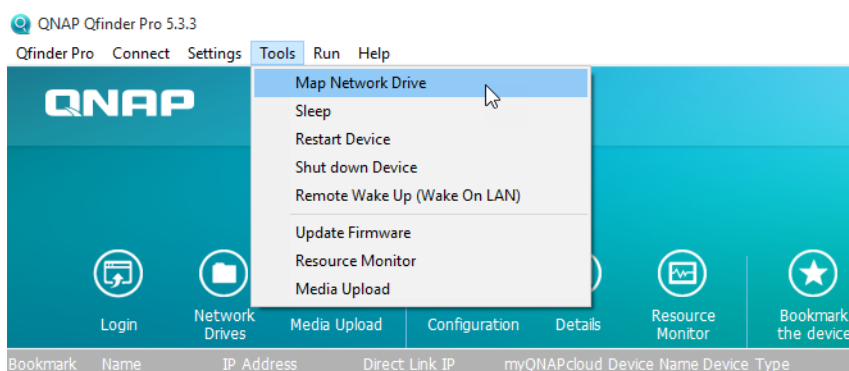 QNAP Qfinder Pro 5.3.3
Qfinder Pro Connect Settings Tools Run Help
QNAP
Map Network Drive
Sleep
Restart Device
Shut down Device
Remote Wake Up (Wake On LAN)
Update Firmware
Resource Monitor
Media Upload
Login
Network
Drives
Media Upload
Configuration
Details
Resource
Monitor
Bookmark
the device
Bookmark Name IP Address Direct Link IP myQNAPcloud Device Name Device Type